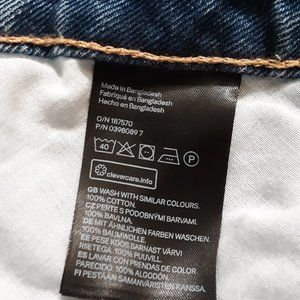 Made in Bangladesh
Fabriqué en Bangladesh
Hecho en Bangladesh
O/N 187570
P/N 0398089 7
40
P
clevercare.info
GB WASH WITH SIMILAR COLOURS.
100% COTTON.
CZ PERTE S PODOBNÝMI BARVAMI.
100% BAVLNA.
DE MIT ÄHNLICHEN FARBEN WASCHEN.
100% BAUMWOLLE.
EE PESE KOOS SARNAST VÄRVI
RIIETEGA. 100% PUUVILL.
ES LAVAR CON PRENDAS DE COLOR
PARECIDO. 100% ALGODÓN.
FI PESTÄÄN SAMANVÄRISTEN KANSSA.